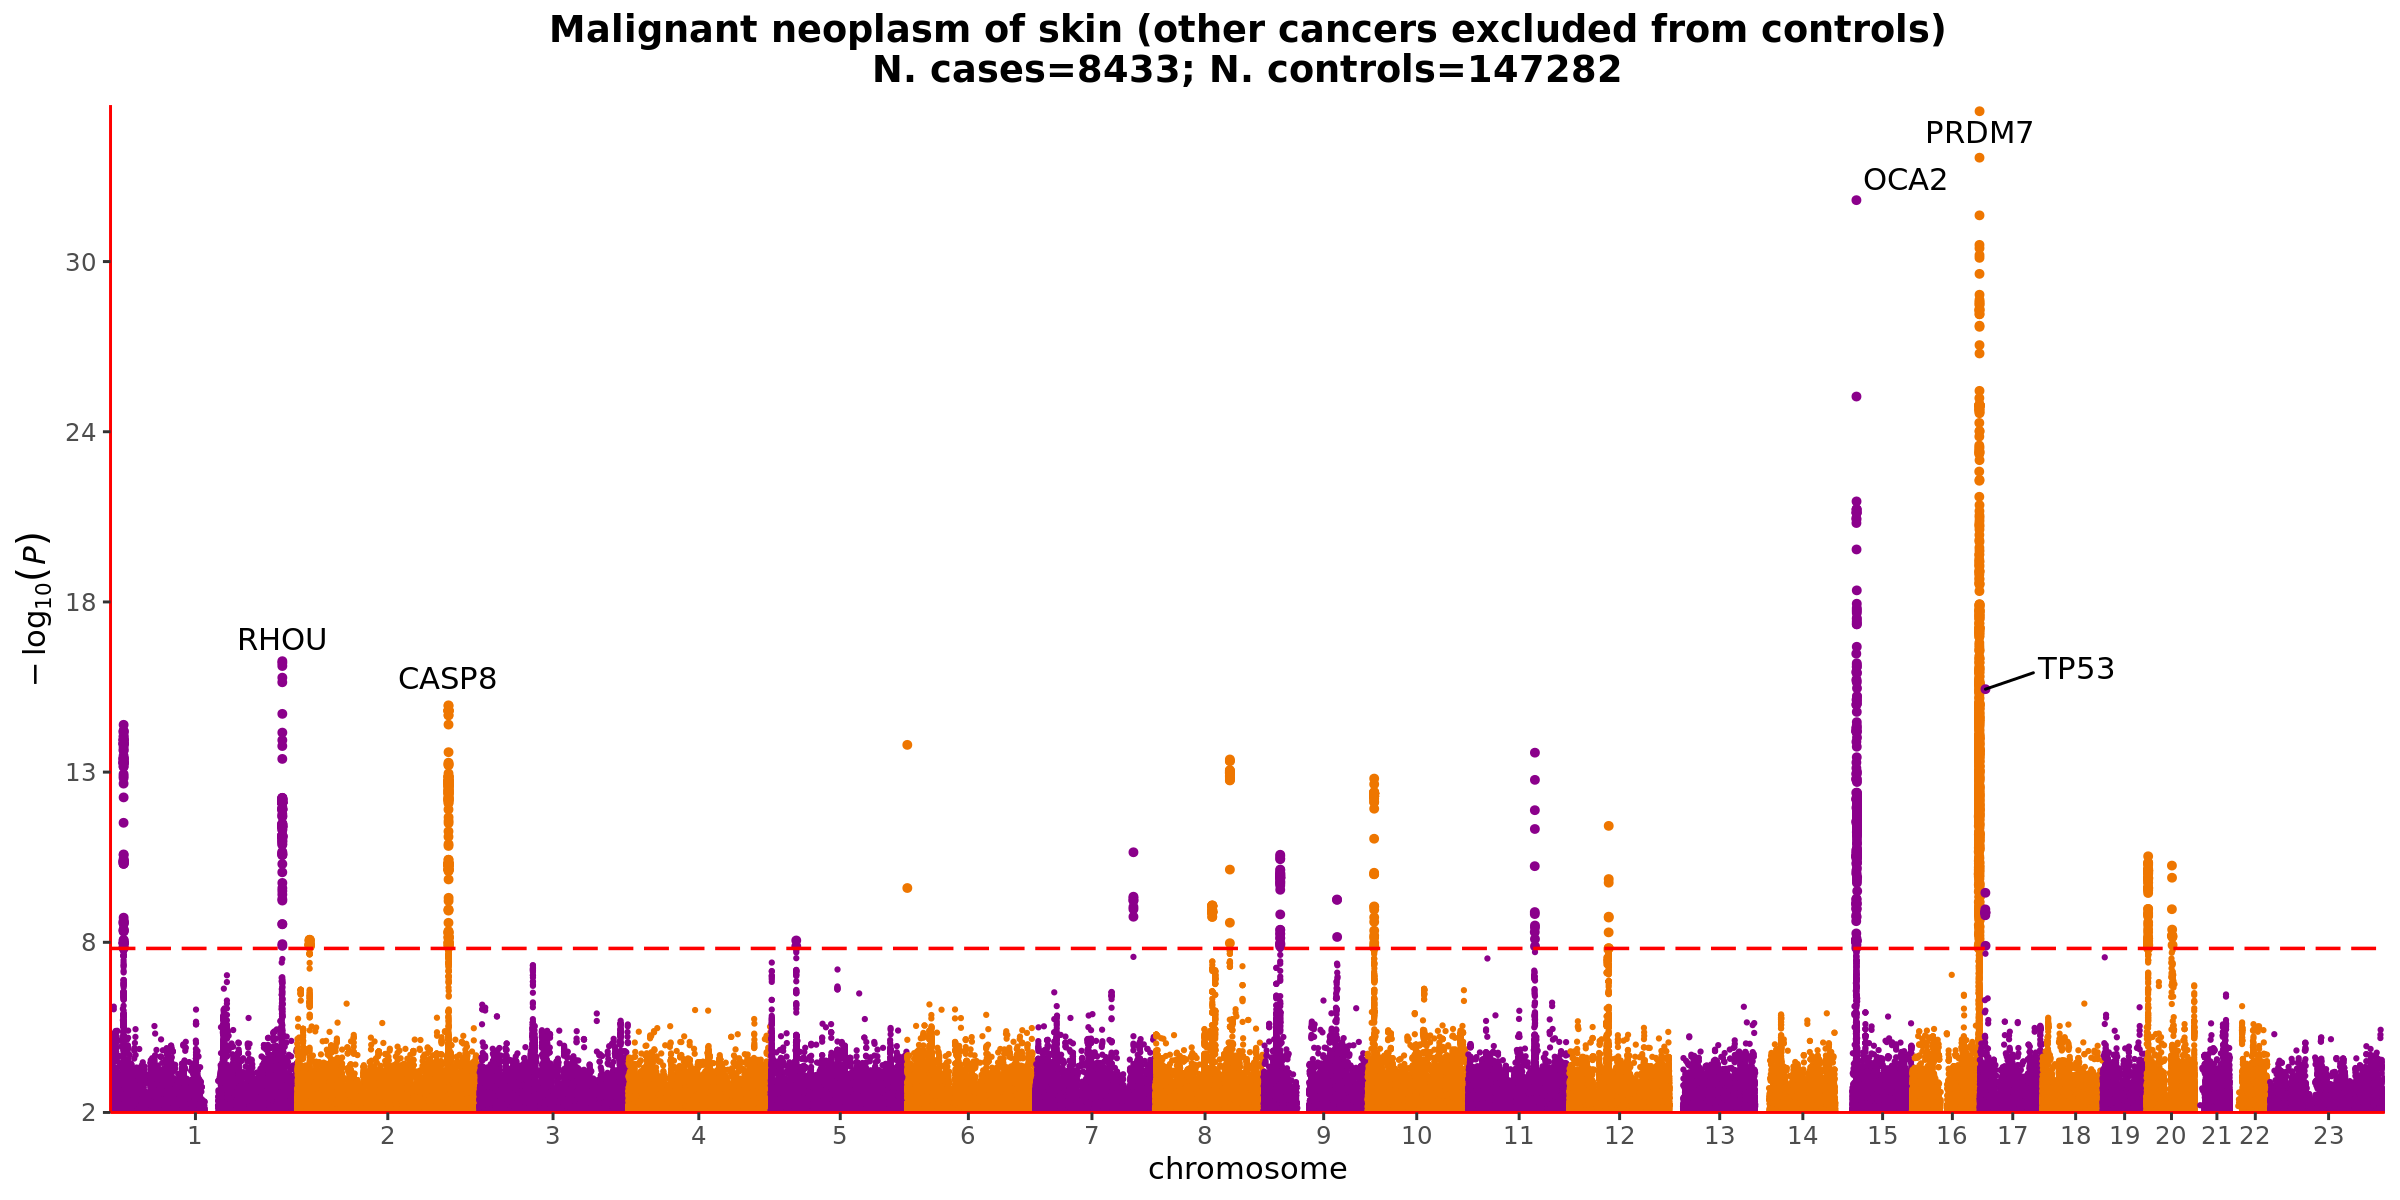 Malignant neoplasm of skin (other cancers excluded from controls)
N. cases=8433; N. controls=147282
PRDM7
OCA2
RHOU
CASP8
TP53
30
24
18
13
8
2
− log10(P)
1 2 3 4 5 6 7 8 9 10 11 12 13 14 15 16 17 18 19 20 21 22 23
chromosome